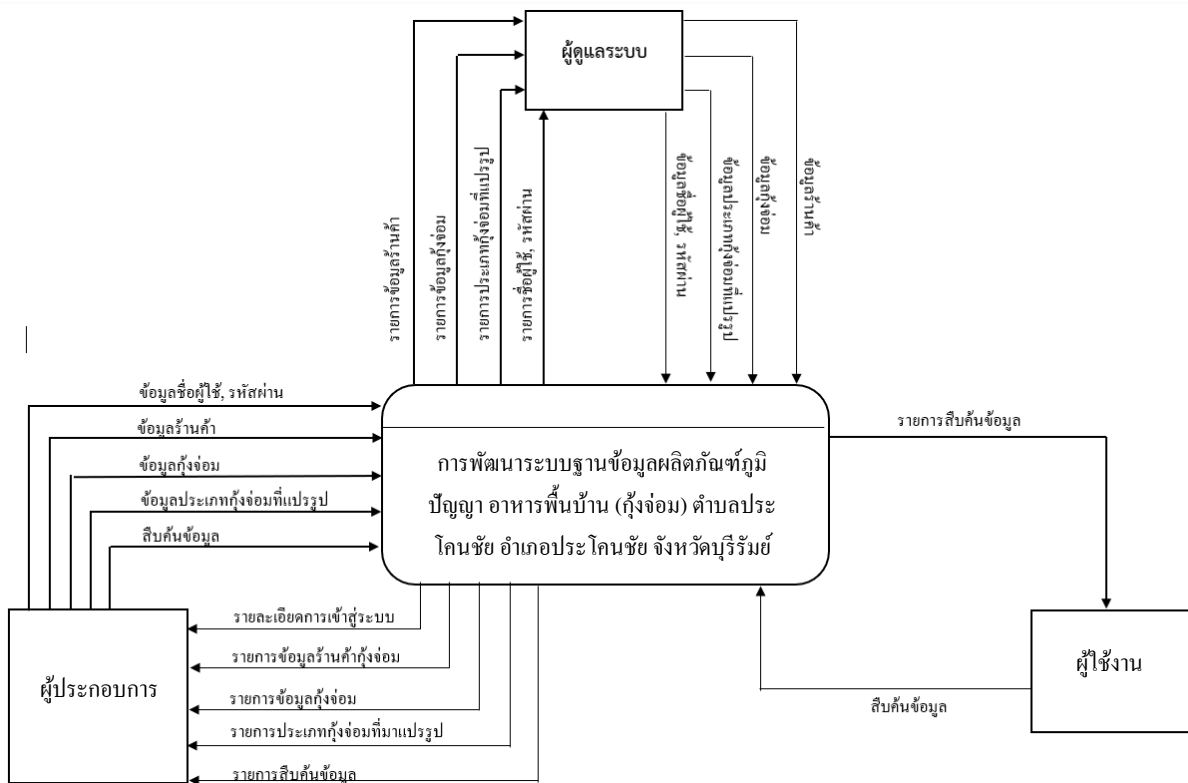 ผู้ดูแลระบบ
รายการข้อมูลร้านค้า
รายการข้อมูลกุ้งจ่อม
รายการประเภทกุ้งจ่อมที่แปรรูป
รายการชื่อผู้ใช้, รหัสผ่าน
ข้อมูลชื่อผู้ใช้, รหัสผ่าน
ข้อมูลประเภทกุ้งจ่อมที่แปรรูป
ข้อมูลกุ้งจ่อม
ข้อมูลร้านค้า
ข้อมูลชื่อผู้ใช้, รหัสผ่าน
ข้อมูลร้านค้า
ข้อมูลกุ้งจ่อม
ข้อมูลประเภทกุ้งจ่อมที่แปรรูป
สืบค้นข้อมูล
การพัฒนาระบบฐานข้อมูลผลิตภัณฑ์ภูมิ
ปัญญา อาหารพื้นบ้าน (กุ้งจ่อม) ตำบลประ
โคนชัย อำเภอประโคนชัย จังหวัดบุรีรัมย์
รายการสืบค้นข้อมูล
รายละเอียดการเข้าสู่ระบบ
รายการข้อมูลร้านค้ากุ้งจ่อม
รายการข้อมูลกุ้งจ่อม
รายการประเภทกุ้งจ่อมที่มาแปรรูป
รายการสืบค้นข้อมูล
ผู้ประกอบการ
ผู้ใช้งาน
สืบค้นข้อมูล